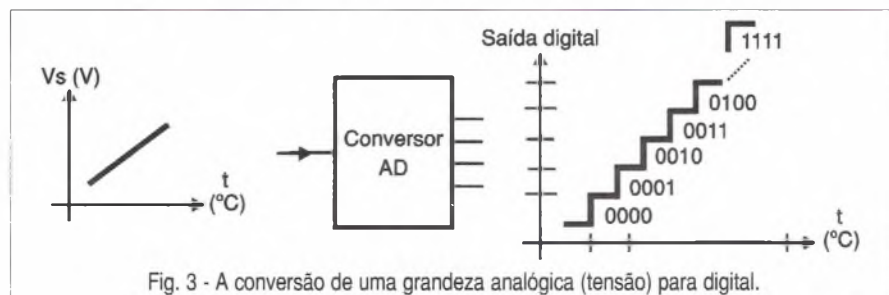 Vs (V)
t
(ºC)
Conversor
AD
Saída digital
1111
0100
0011
0010
0001
0000
t
(ºC)
Fig. 3 - A conversão de uma grandeza analógica (tensão) para digital.